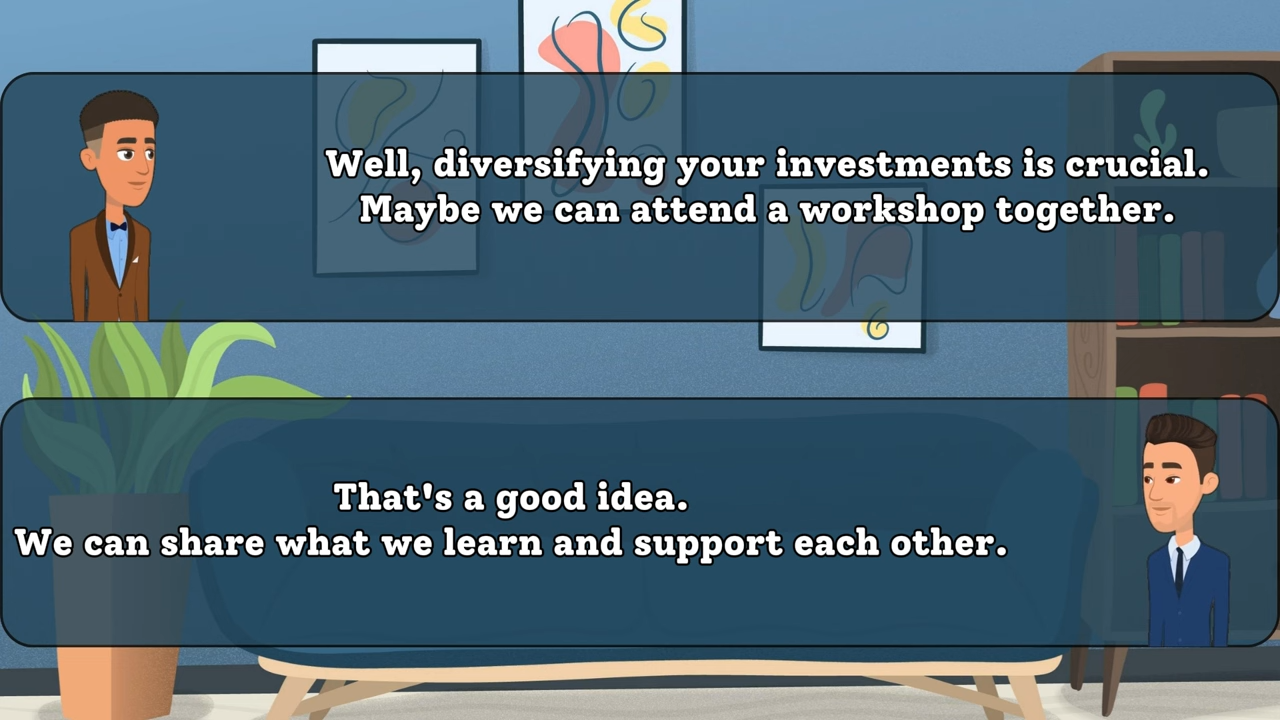 Well, diversifying your investments is crucial.
Maybe we can attend a workshop together.
That's a good idea.
We can share what we learn and support each other.